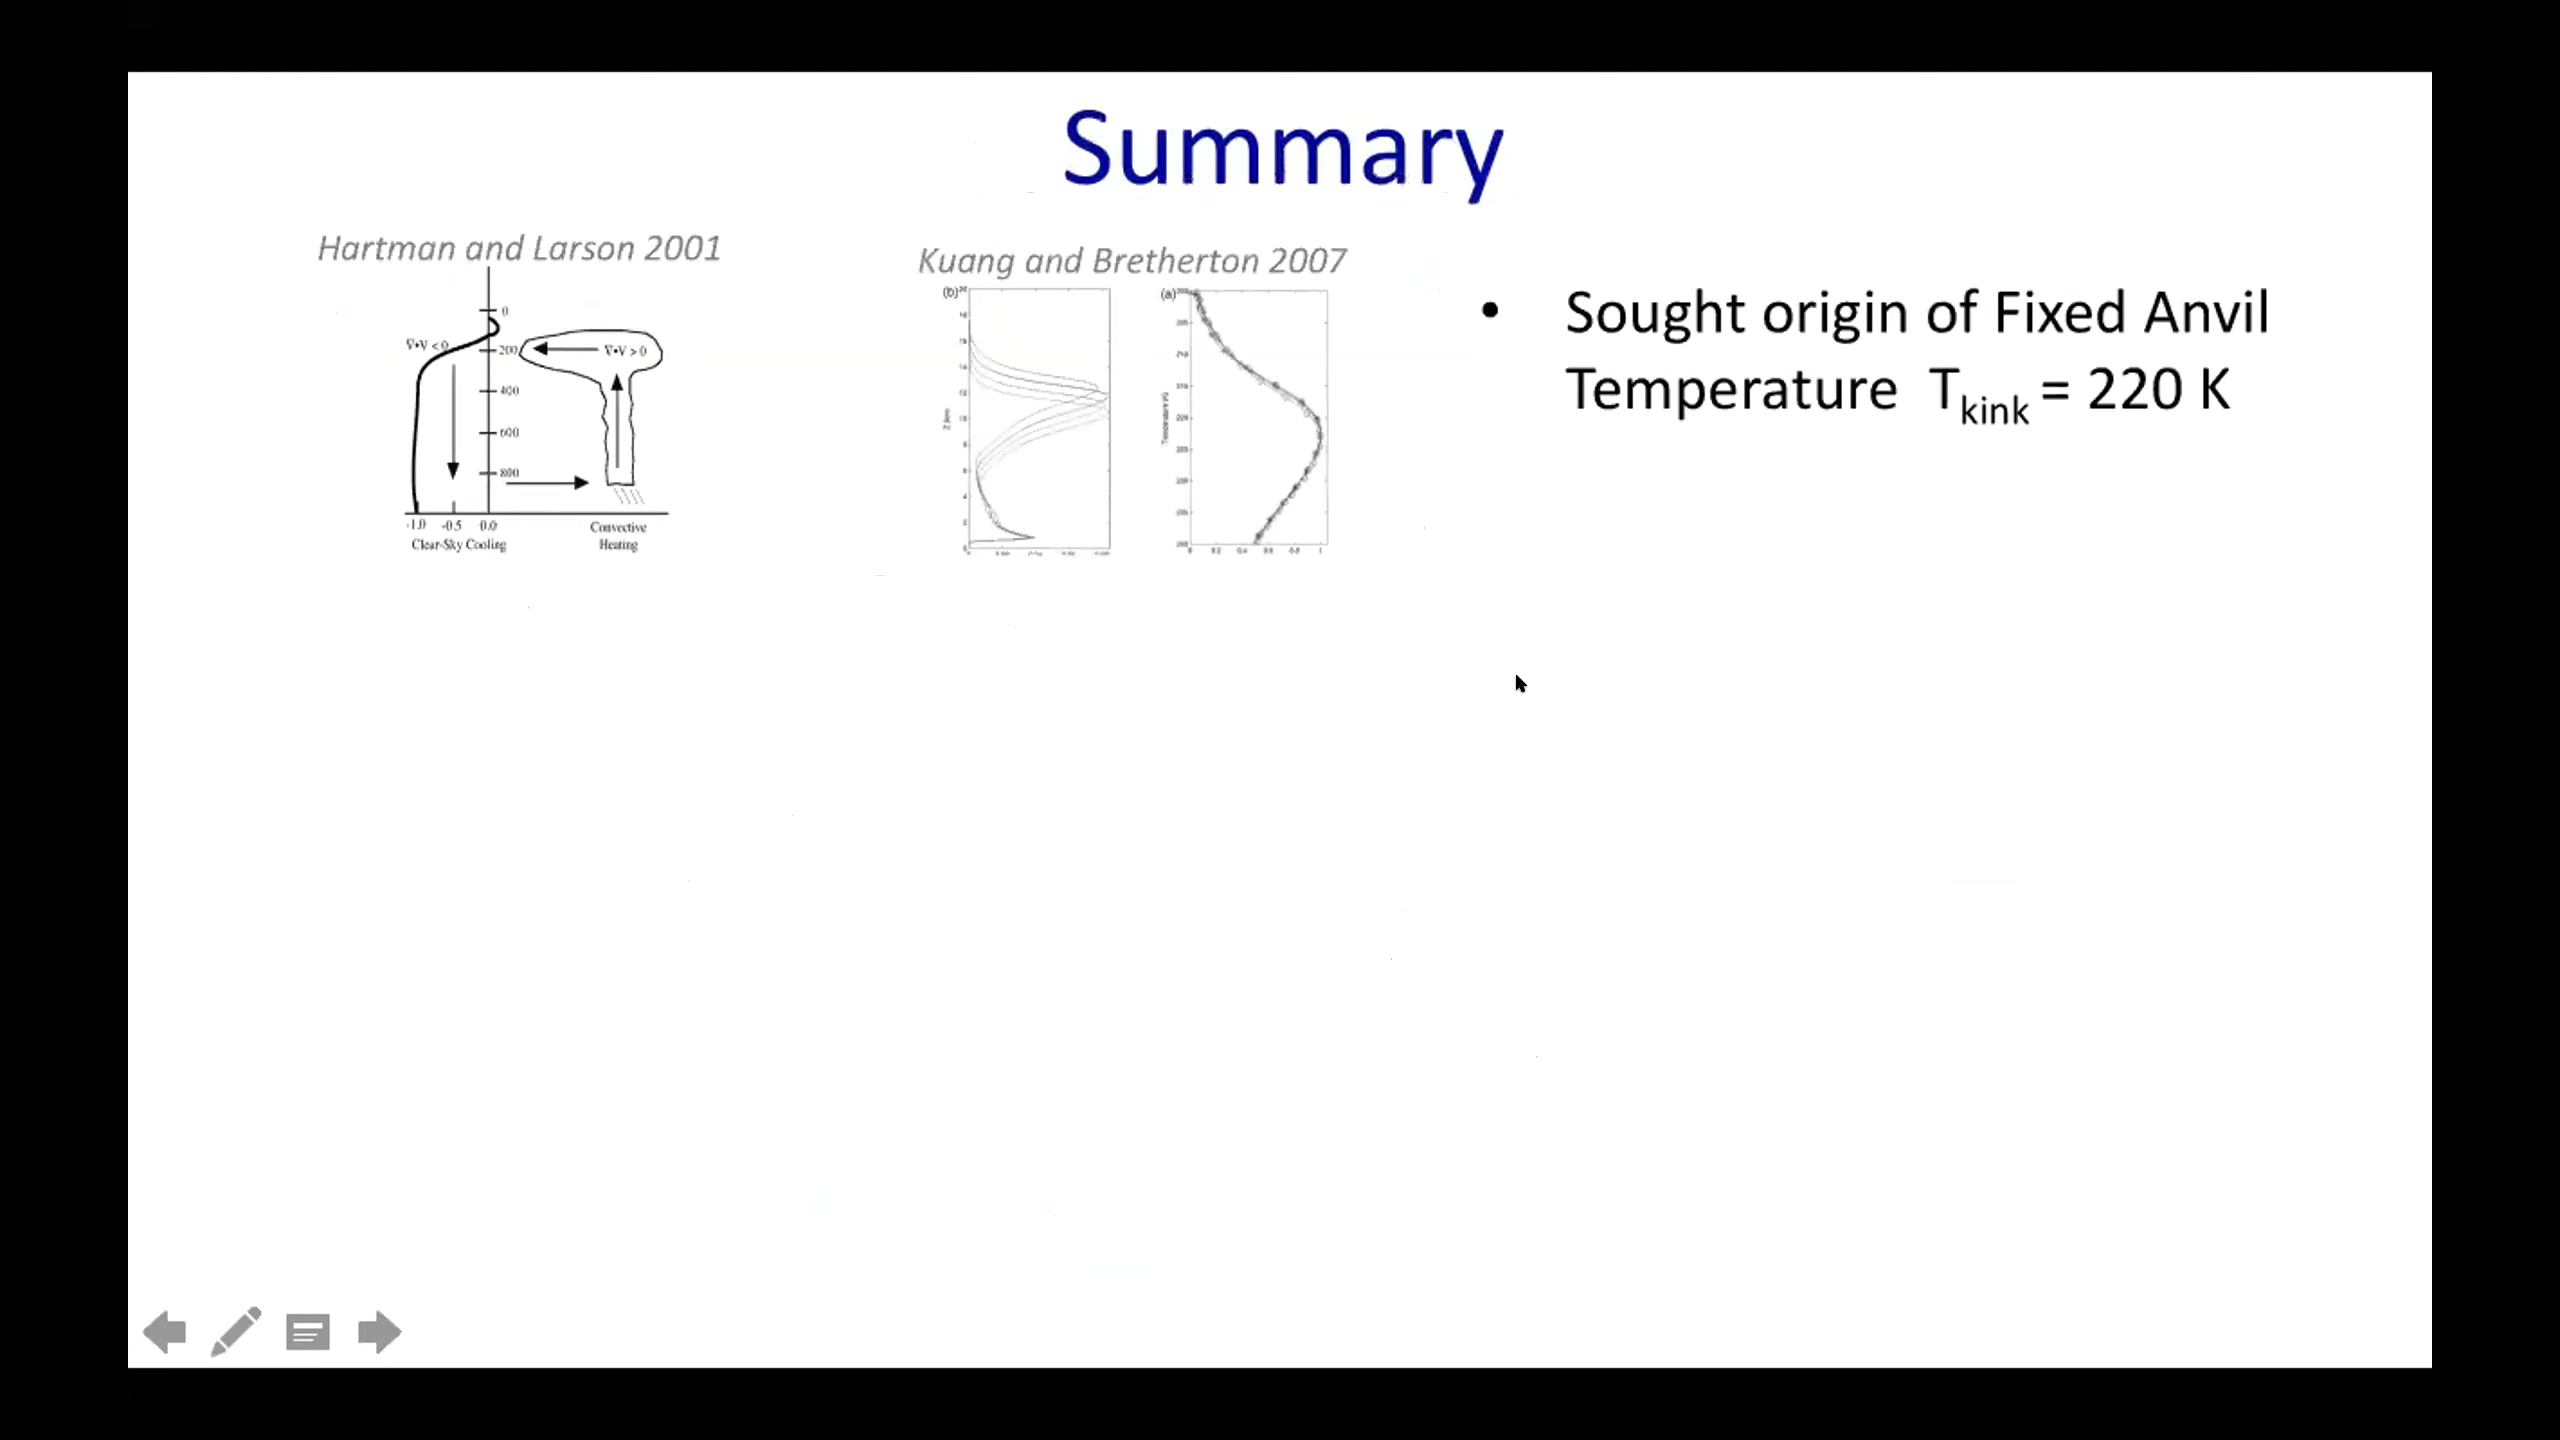 Summary
Hartman and Larson 2001
∇•V < 0
0
200
∇•V > 0
400
600
800
-1.0 -0.5 0.0
Clear-Sky Cooling
Convective
Heating
Kuang and Bretherton 2007
(b)
(a)
• Sought origin of Fixed Anvil
Temperature T_kink = 220 K